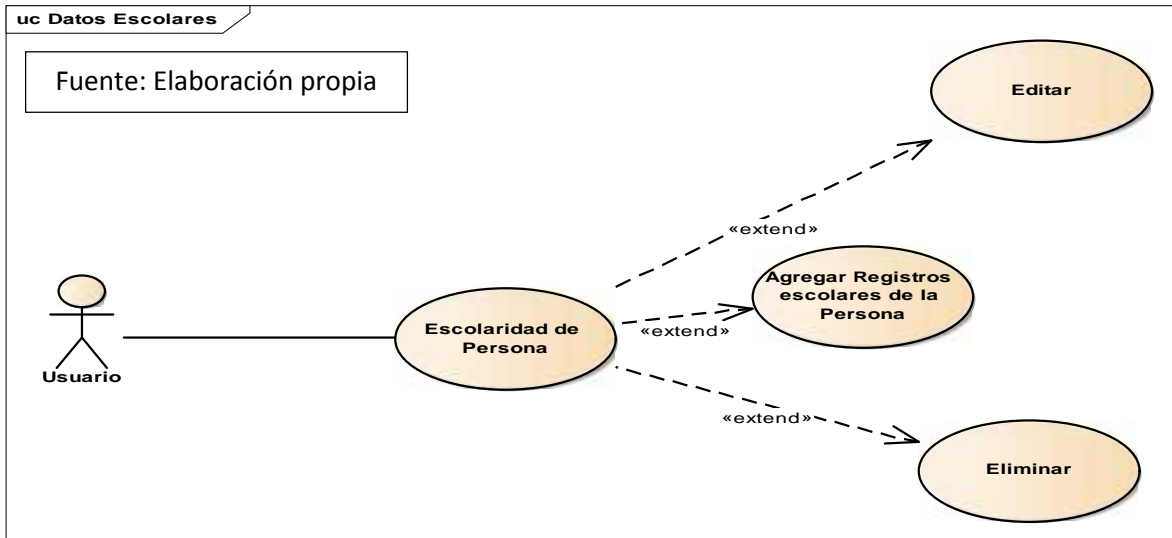 uc Datos Escolares
Fuente: Elaboración propia
Editar
«extend»
Agregar Registros
escolares de la
Persona
«extend»
Escolaridad de
Persona
Usuario
«extend»
Eliminar